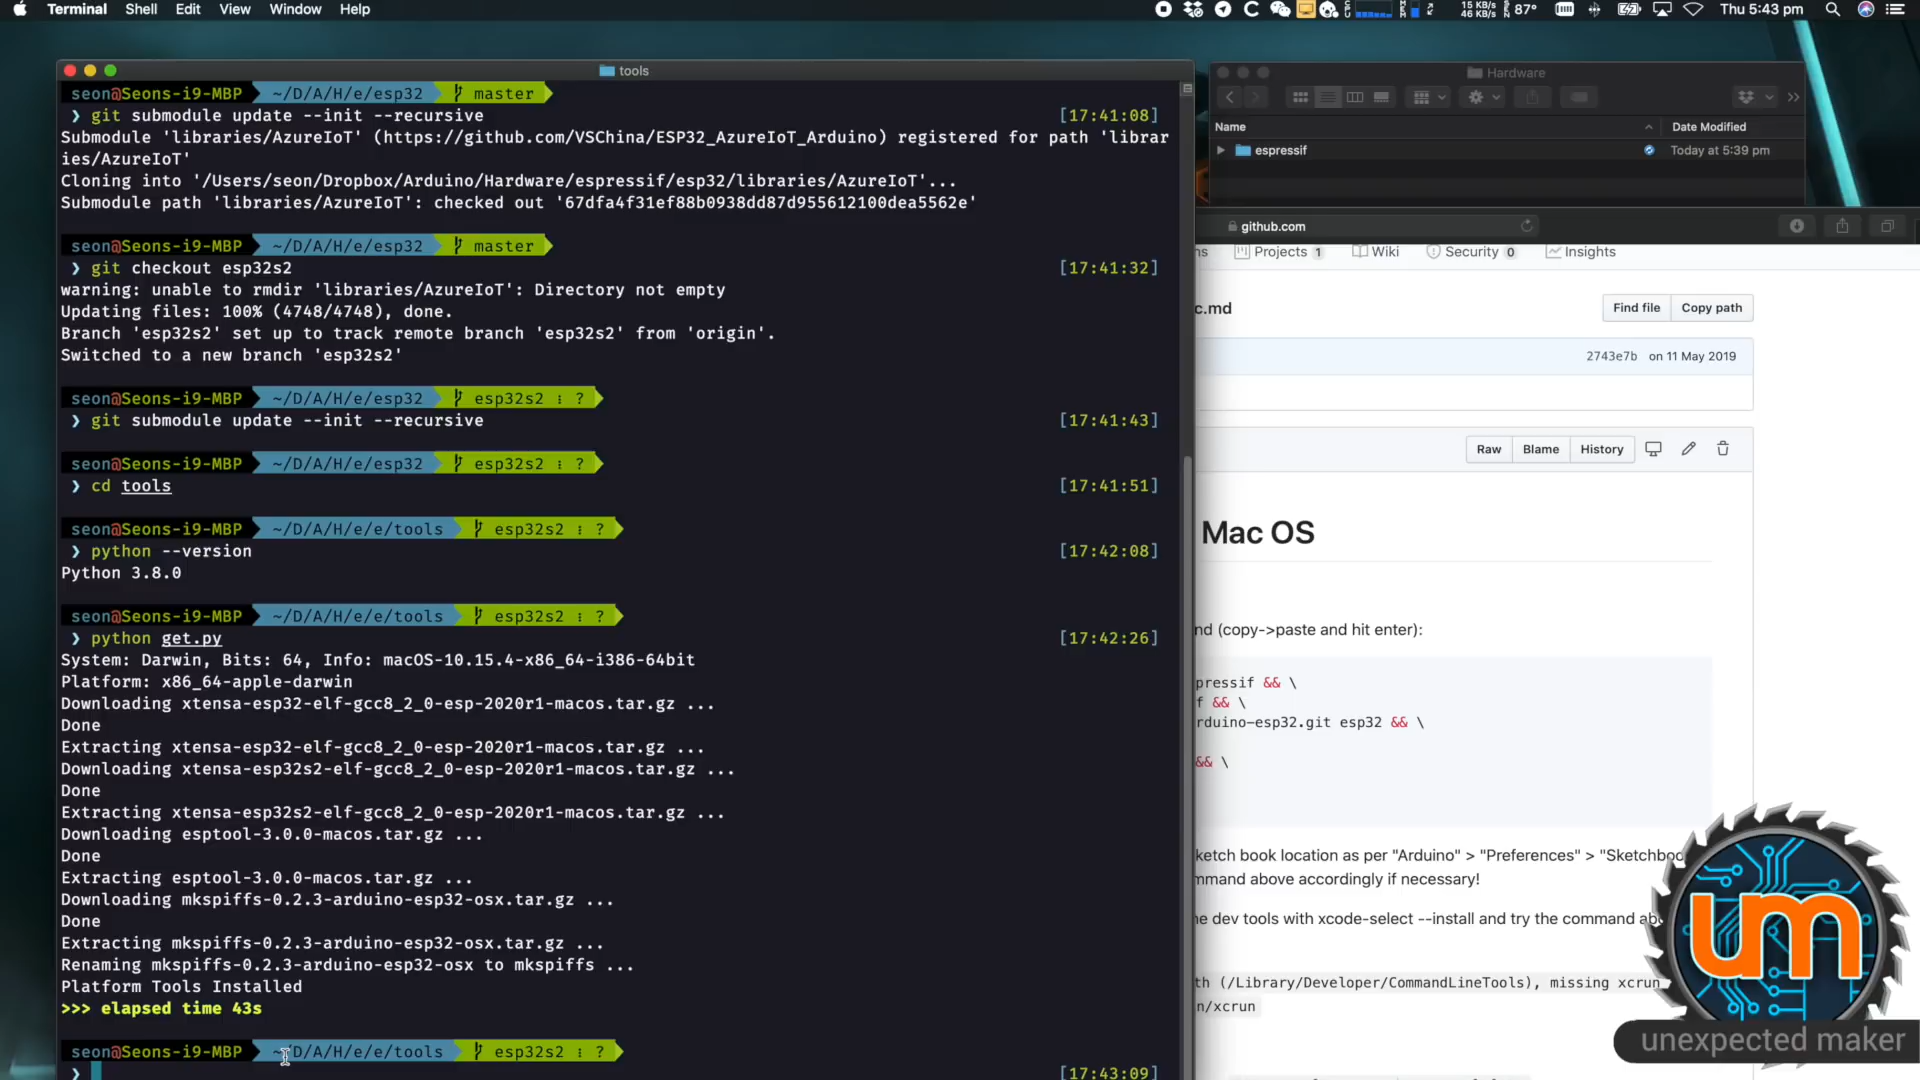 Terminal Shell Edit View Window Help
15 KB/s
46 KB/s
87° Thu 5:43 pm
tools
seon@Seons-i9-MBP ~/D/A/H/e/esp32 master
❯ git submodule update --init --recursive [17:41:08]
Submodule 'libraries/AzureIoT' (https://github.com/VSChina/ESP32_AzureIoT_Arduino) registered for path 'librar
ies/AzureIoT'
Cloning into '/Users/seon/Dropbox/Arduino/Hardware/espressif/esp32/libraries/AzureIoT'...
Submodule path 'libraries/AzureIoT': checked out '67dfa4f31ef88b0938dd87d955612100dea5562e'
seon@Seons-i9-MBP ~/D/A/H/e/esp32 master
❯ git checkout esp32s2 [17:41:32]
warning: unable to rmdir 'libraries/AzureIoT': Directory not empty
Updating files: 100% (4748/4748), done.
Branch 'esp32s2' set up to track remote branch 'esp32s2' from 'origin'.
Switched to a new branch 'esp32s2'
seon@Seons-i9-MBP ~/D/A/H/e/esp32 esp32s2 : ?
❯ git submodule update --init --recursive [17:41:43]
seon@Seons-i9-MBP ~/D/A/H/e/esp32 esp32s2 : ?
❯ cd tools [17:41:51]
seon@Seons-i9-MBP ~/D/A/H/e/e/tools esp32s2 : ?
❯ python --version [17:42:08]
Python 3.8.0
seon@Seons-i9-MBP ~/D/A/H/e/e/tools esp32s2 : ?
❯ python get.py [17:42:26]
System: Darwin, Bits: 64, Info: macOS-10.15.4-x86_64-i386-64bit
Platform: x86_64-apple-darwin
Downloading xtensa-esp32-elf-gcc8_2_0-esp-2020r1-macos.tar.gz ...
Done
Extracting xtensa-esp32-elf-gcc8_2_0-esp-2020r1-macos.tar.gz ...
Downloading xtensa-esp32s2-elf-gcc8_2_0-esp-2020r1-macos.tar.gz ...
Done
Extracting xtensa-esp32s2-elf-gcc8_2_0-esp-2020r1-macos.tar.gz ...
Downloading esptool-3.0.0-macos.tar.gz ...
Done
Extracting esptool-3.0.0-macos.tar.gz ...
Downloading mkspiffs-0.2.3-arduino-esp32-osx.tar.gz ...
Done
Extracting mkspiffs-0.2.3-arduino-esp32-osx.tar.gz ...
Renaming mkspiffs-0.2.3-arduino-esp32-osx to mkspiffs ...
Platform Tools Installed
>>> elapsed time 43s
seon@Seons-i9-MBP ~/D/A/H/e/e/tools esp32s2 : ?
❯ [17:43:09]
Hardware
Name Date Modified
espressif Today at 5:39 pm
github.com
ns Projects 1 Wiki Security 0 Insights
c.md Find file Copy path
2743e7b on 11 May 2019
Raw Blame History
Mac OS
nd (copy->paste and hit enter):
pressif && \
f && \
rduino-esp32.git esp32 && \
&& \
ketch book location as per "Arduino" > "Preferences" > "Sketchboo
mmand above accordingly if necessary!
he dev tools with xcode-select --install and try the command abo
th (/Library/Developer/CommandLineTools), missing xcrun
n/xcrun
um
unexpected maker